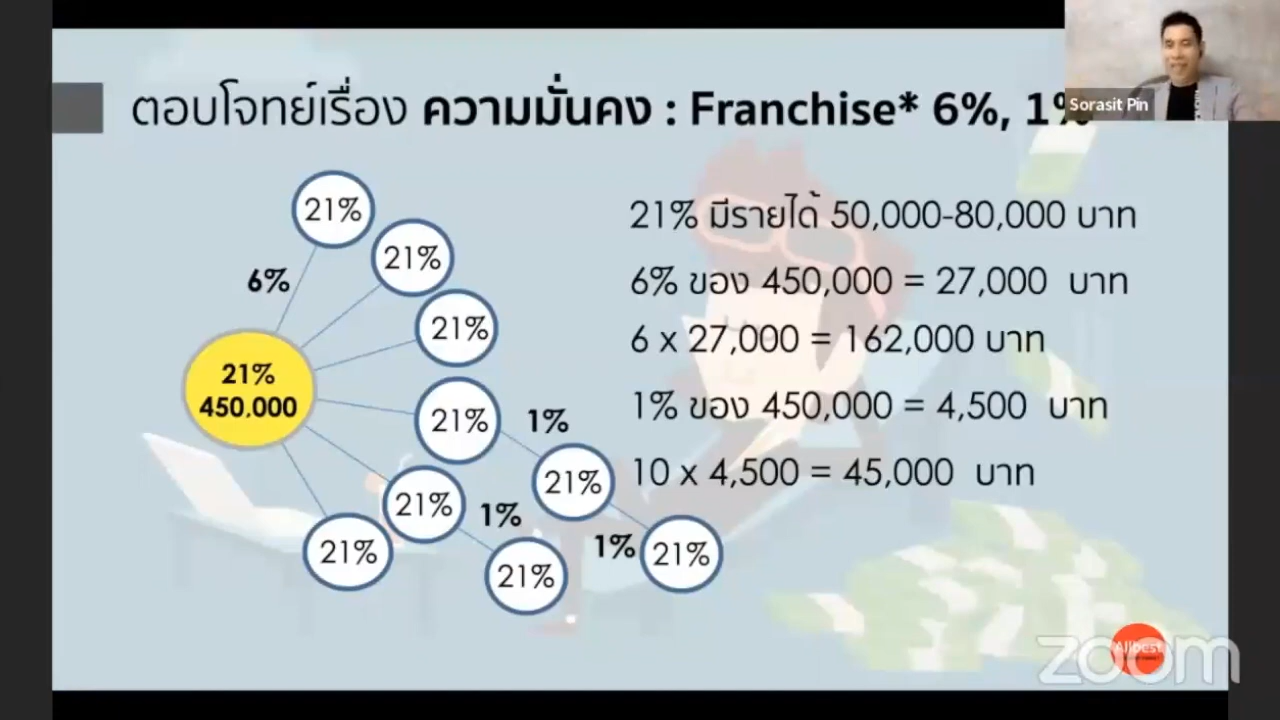 ตอบโจทย์เรื่อง ความมั่นคง : Franchise* 6%, 1%
Sorasit Pin
21%
21%
6%
21%
21%
450,000
21%
1%
21%
21%
1%
21%
1%
21%
21%
21% มีรายได้ 50,000-80,000 บาท
6% ของ 450,000 = 27,000 บาท
6 x 27,000 = 162,000 บาท
1% ของ 450,000 = 4,500 บาท
10 x 4,500 = 45,000 บาท
Allbest
zoom